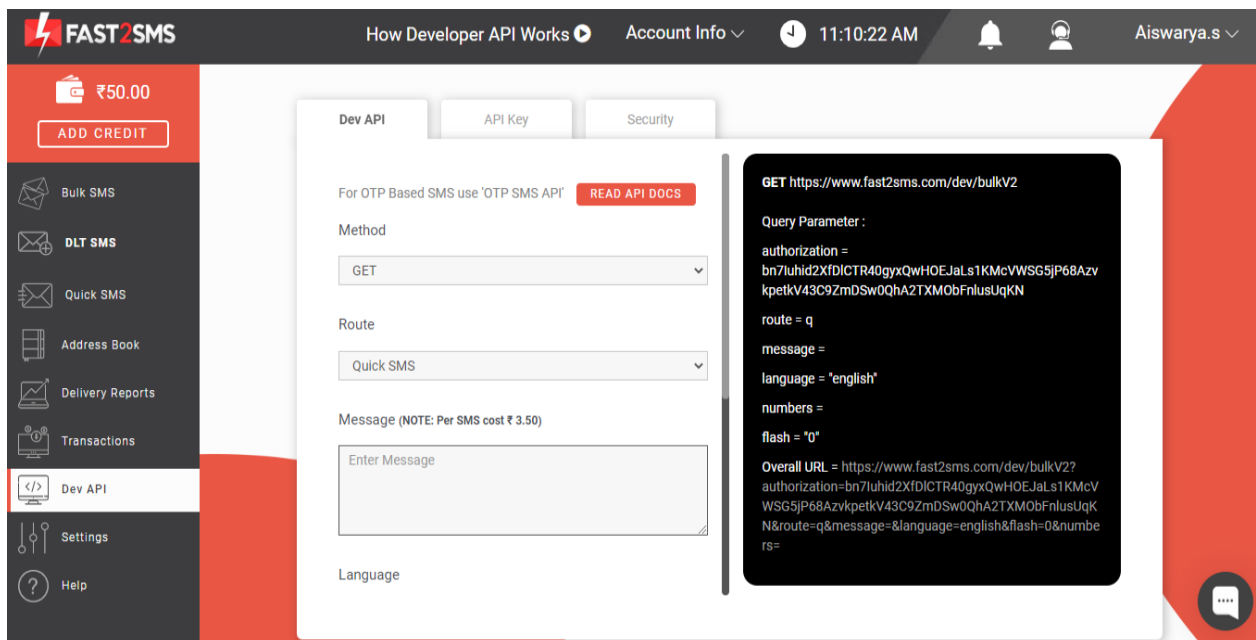 FAST2SMS
How Developer API Works
Account Info
11:10:22 AM
Aiswarya.s
₹50.00
ADD CREDIT
Bulk SMS
DLT SMS
Quick SMS
Address Book
Delivery Reports
Transactions
Dev API
Settings
Help
Dev API
API Key
Security
For OTP Based SMS use 'OTP SMS API'
READ API DOCS
Method
GET
Route
Quick SMS
Message (NOTE: Per SMS cost ₹ 3.50)
Enter Message
Language
GET https://www.fast2sms.com/dev/bulkV2
Query Parameter :
authorization =
bn7Iuhid2XfDlCTR40gyxQwHOEJaLs1KMcVWSG5jP68Azv
kpetkV43C9ZmDSw0QhA2TXMObFnlusUqKN
route = q
message =
language = "english"
numbers =
flash = "0"
Overall URL = https://www.fast2sms.com/dev/bulkV2?
authorization=bn7Iuhid2XfDlCTR40gyxQwHOEJaLs1KMcV
WSG5jP68AzvkpetkV43C9ZmDSw0QhA2TXMObFnlusUqK
N&route=q&message=&language=english&flash=0&numbe
rs=